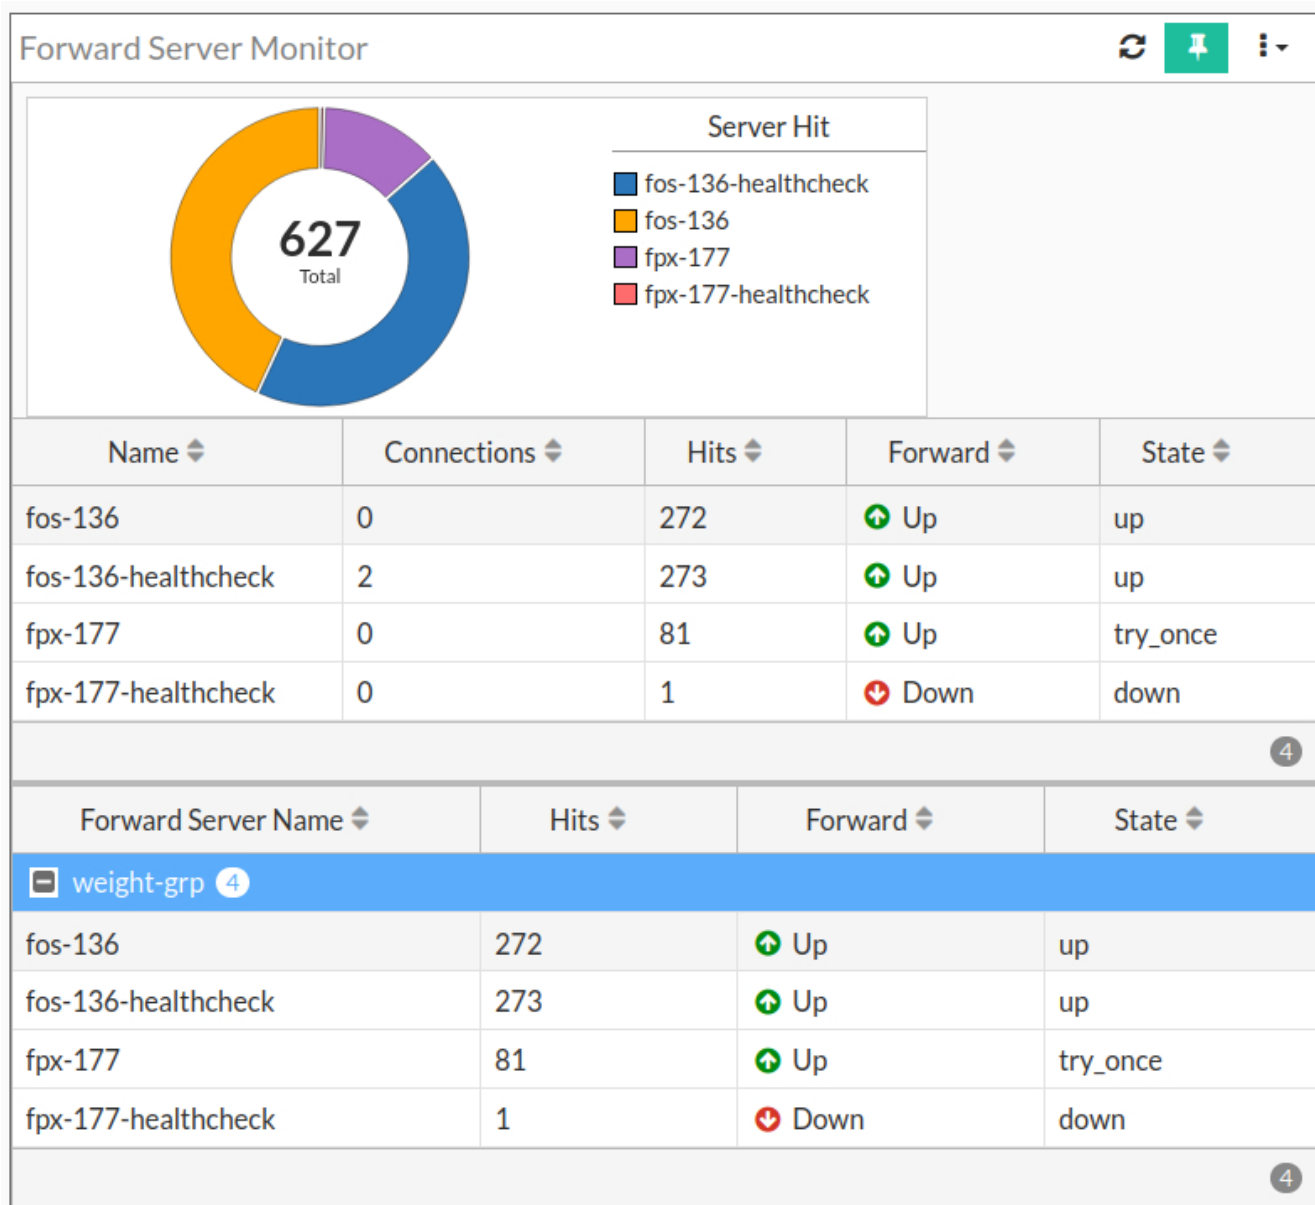 Forward Server Monitor
627
Total
Server Hit
fos-136-healthcheck
fos-136
fpx-177
fpx-177-healthcheck
Name Connections Hits Forward State
fos-136 0 272 Up up
fos-136-healthcheck 2 273 Up up
fpx-177 0 81 Up try_once
fpx-177-healthcheck 0 1 Down down
4
Forward Server Name Hits Forward State
weight-grp 4
fos-136 272 Up up
fos-136-healthcheck 273 Up up
fpx-177 81 Up try_once
fpx-177-healthcheck 1 Down down
4